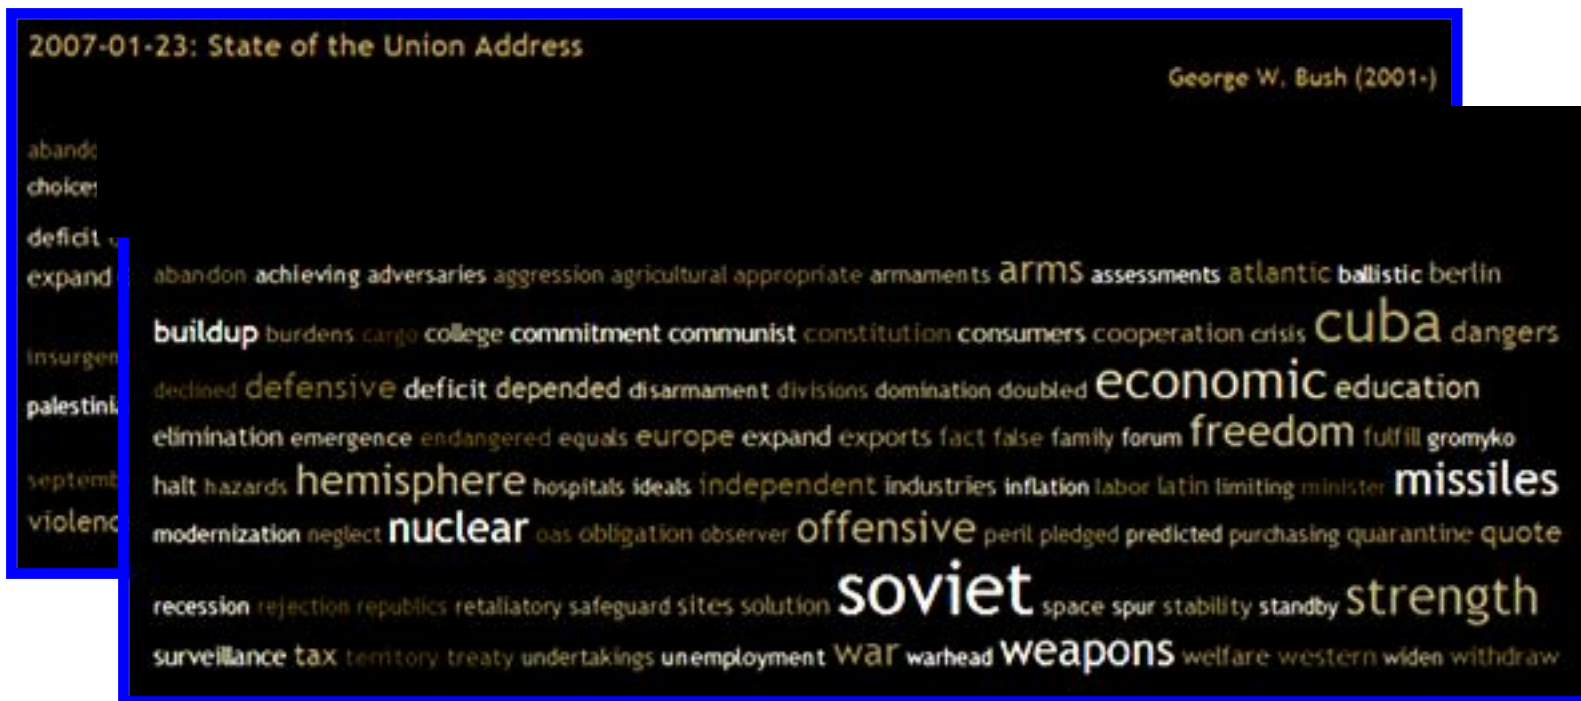 2007-01-23: State of the Union Address
George W. Bush (2001-)
abando
choices
deficit
expand
insurgen
palestinia
septemb
violenc
abandon achieving adversaries aggression agricultural appropriate armaments arms assessments atlantic ballistic berlin
buildup burdens cargo college commitment communist constitution consumers cooperation crisis cuba dangers
declined defensive deficit depended disarmament divisions domination doubled economic education
elimination emergence endangered equals europe expand exports fact false family forum freedom fulfill gromyko
halt hazards hemisphere hospitals ideals independent industries inflation labor latin limiting minister missiles
modernization neglect nuclear oas obligation observer offensive peril pledged predicted purchasing quarantine quote
recession rejection republics retaliatory safeguard sites solution soviet space spur stability standby strength
surveillance tax territory treaty undertakings unemployment war warhead weapons welfare western widen withdraw